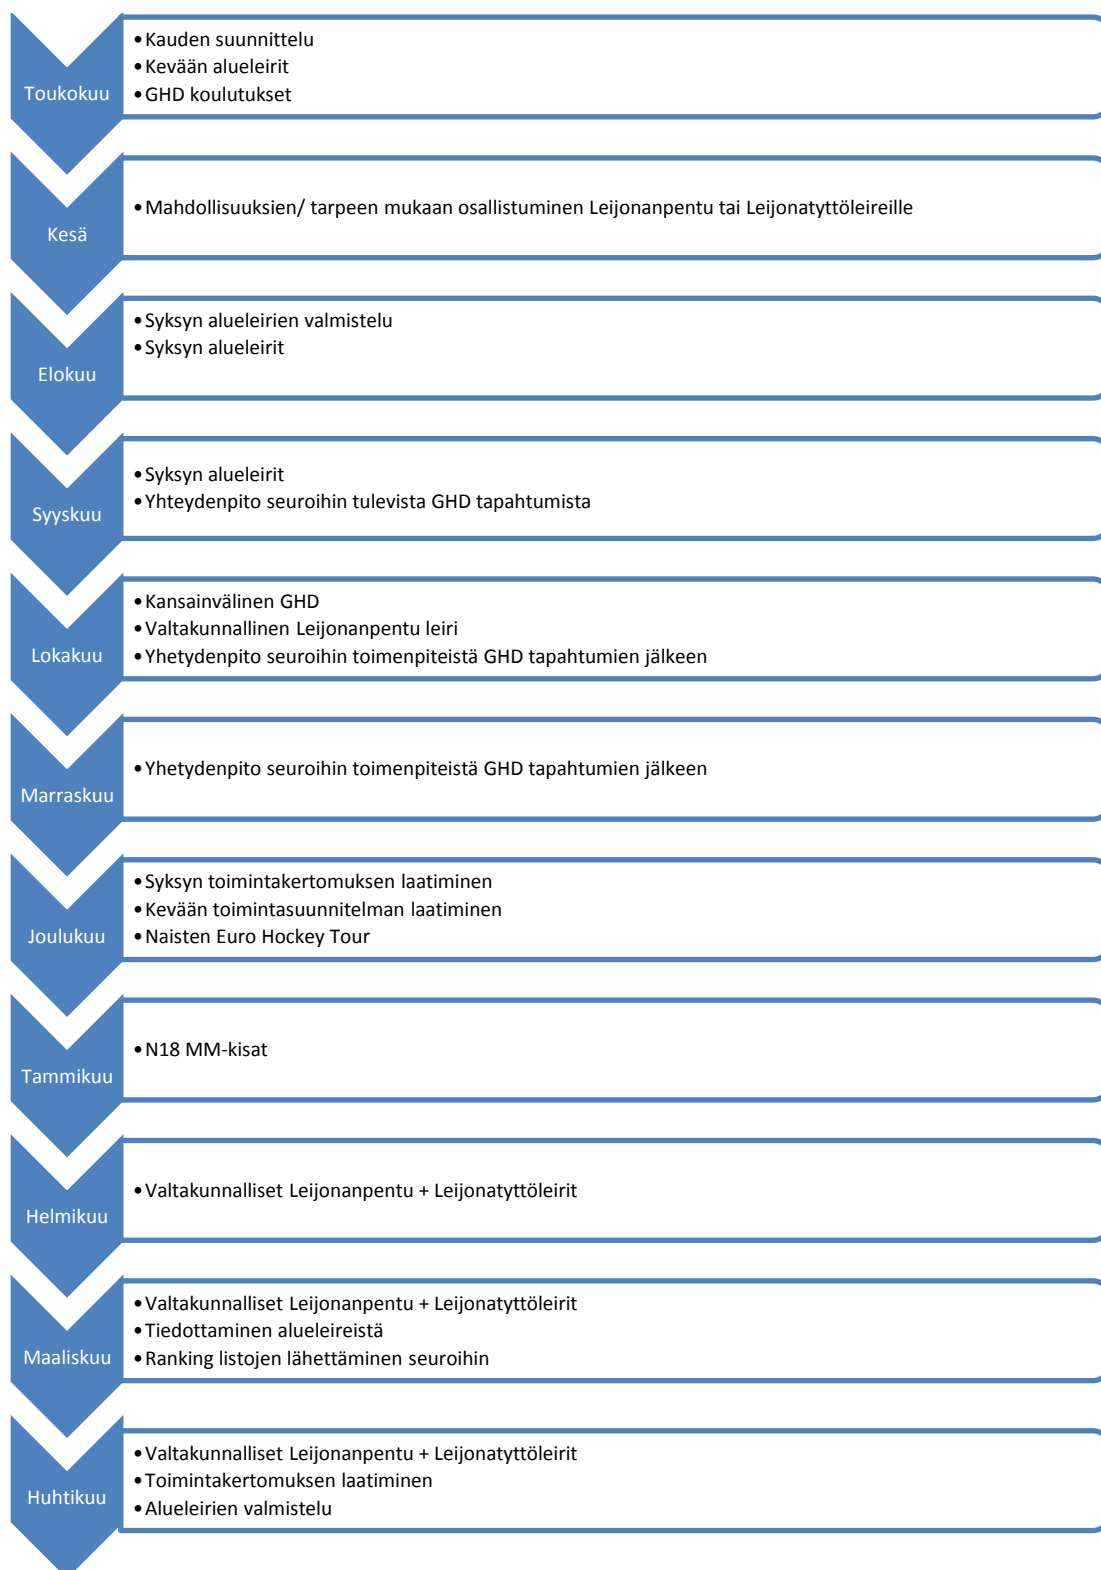 Toukokuu
•Kauden suunnittelu
•Kevään alueleirit
•GHD koulutukset
Kesä
•Mahdollisuuksien/ tarpeen mukaan osallistuminen Leijonanpentu tai Leijonatyttöleireille
Elokuu
•Syksyn alueleirien valmistelu
•Syksyn alueleirit
Syyskuu
•Syksyn alueleirit
•Yhteydenpito seuroihin tulevista GHD tapahtumista
Lokakuu
•Kansainvälinen GHD
•Valtakunnallinen Leijonanpentu leiri
•Yhetydenpito seuroihin toimenpiteistä GHD tapahtumien jälkeen
Marraskuu
•Yhetydenpito seuroihin toimenpiteistä GHD tapahtumien jälkeen
Joulukuu
•Syksyn toimintakertomuksen laatiminen
•Kevään toimintasuunnitelman laatiminen
•Naisten Euro Hockey Tour
Tammikuu
•N18 MM-kisat
Helmikuu
•Valtakunnalliset Leijonanpentu + Leijonatyttöleirit
Maaliskuu
•Valtakunnalliset Leijonanpentu + Leijonatyttöleirit
•Tiedottaminen alueleireistä
•Ranking listojen lähettäminen seuroihin
Huhtikuu
•Valtakunnalliset Leijonanpentu + Leijonatyttöleirit
•Toimintakertomuksen laatiminen
•Alueleirien valmistelu